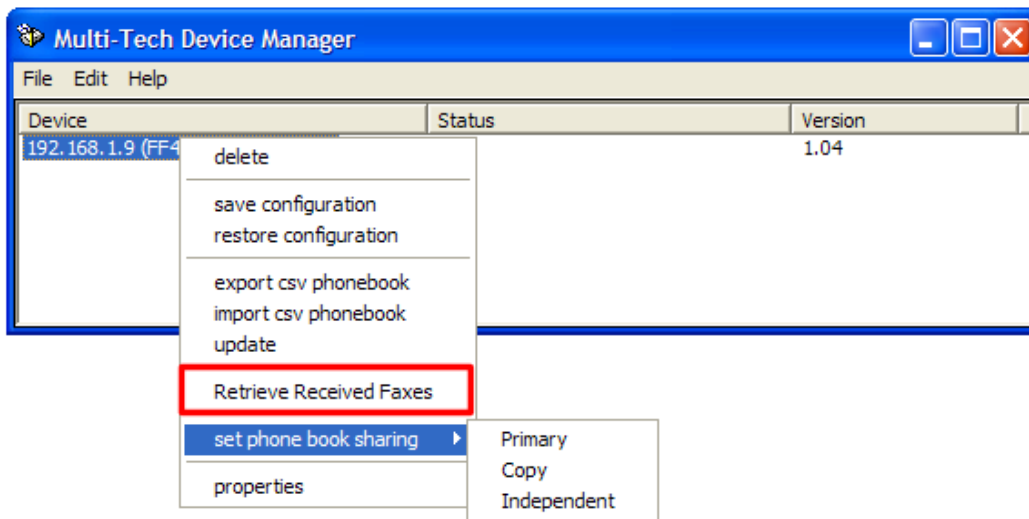 Multi-Tech Device Manager
File Edit Help
Device Status Version
192.168.1.9 (FF4 1.04
delete
save configuration
restore configuration
export csv phonebook
import csv phonebook
update
Retrieve Received Faxes
set phone book sharing
Primary
Copy
Independent
properties